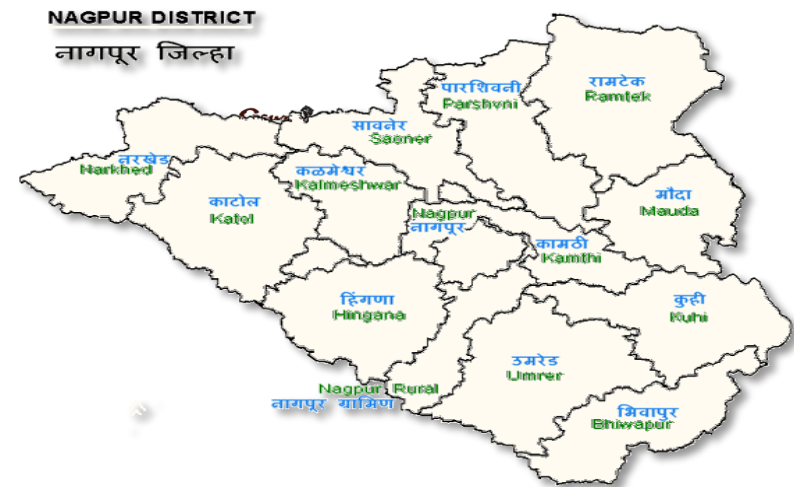 NAGPUR DISTRICT
नागपूर जिल्हा
पारशिवनी
Parshvni
रामटेक
Ramtek
सावनेर
Saoner
नरखेड
Narkhed
कळमेश्वर
Kalmeshwar
काटोल
Katol
मौदा
Mauda
Nagpur
नागपूर
कामठी
Kamthi
हिंगणा
Hingana
कुही
Kuhi
उमरेड
Umrer
Nagpur Rural
नागपूर ग्रामिण
भिवापुर
Bhiwapur